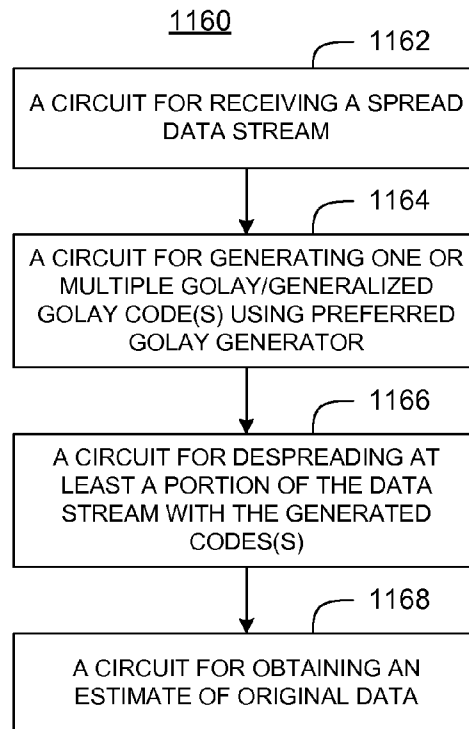 1160
1162
A CIRCUIT FOR RECEIVING A SPREAD
DATA STREAM
1164
A CIRCUIT FOR GENERATING ONE OR
MULTIPLE GOLAY/GENERALIZED
GOLAY CODE(S) USING PREFERRED
GOLAY GENERATOR
1166
A CIRCUIT FOR DESPREADING AT
LEAST A PORTION OF THE DATA
STREAM WITH THE GENERATED
CODES(S)
1168
A CIRCUIT FOR OBTAINING AN
ESTIMATE OF ORIGINAL DATA